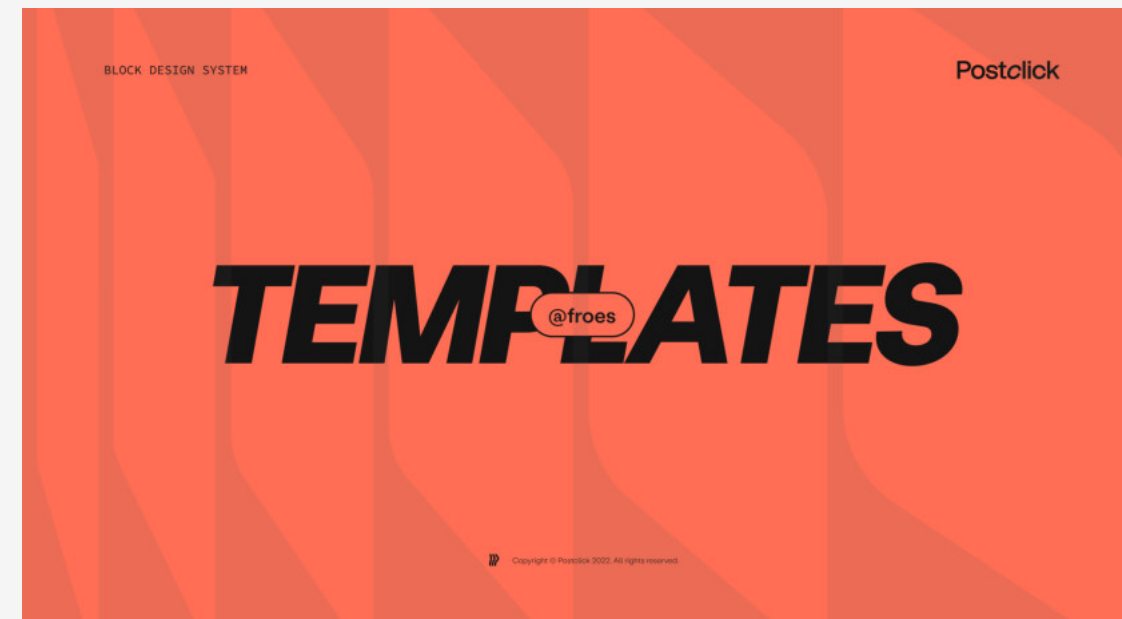 BLOCK DESIGN SYSTEM
Postclick
TEMPLATES
@froes
Copyright © Postclick 2022. All rights reserved.